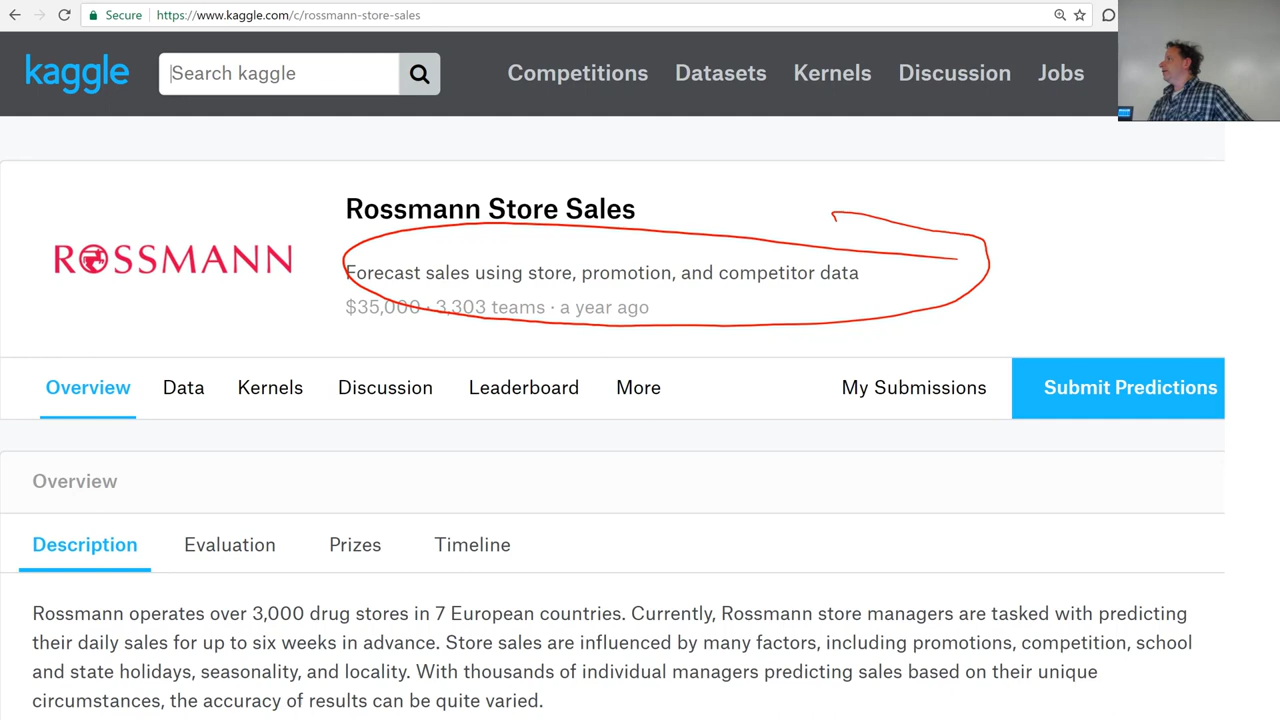 Secure https://www.kaggle.com/c/rossmann-store-sales
kaggle Search kaggle Competitions Datasets Kernels Discussion Jobs
Rossmann Store Sales
ROSSMANN
Forecast sales using store, promotion, and competitor data
$35,000 · 3,303 teams · a year ago
Overview Data Kernels Discussion Leaderboard More My Submissions Submit Predictions
Overview
Description Evaluation Prizes Timeline
Rossmann operates over 3,000 drug stores in 7 European countries. Currently, Rossmann store managers are tasked with predicting
their daily sales for up to six weeks in advance. Store sales are influenced by many factors, including promotions, competition, school
and state holidays, seasonality, and locality. With thousands of individual managers predicting sales based on their unique
circumstances, the accuracy of results can be quite varied.